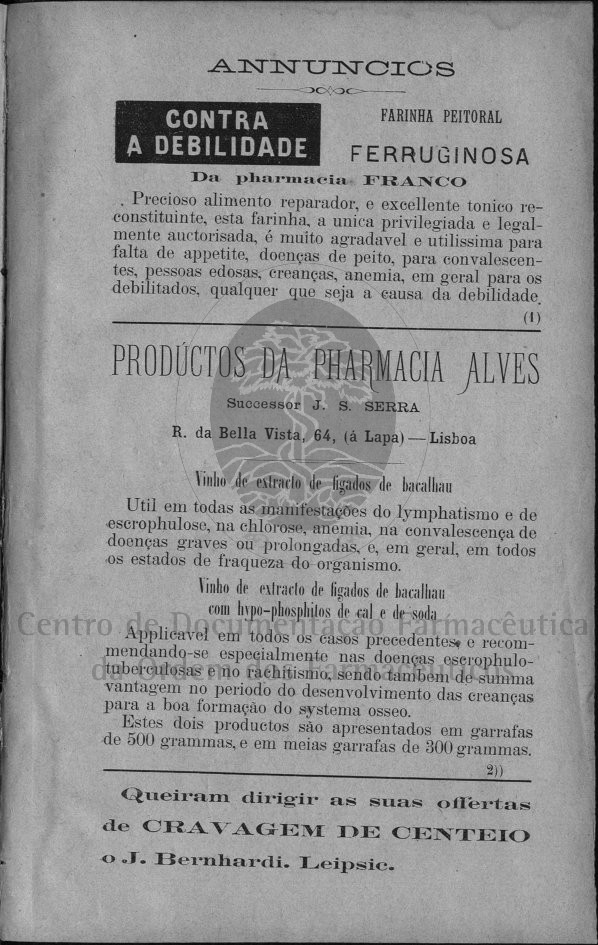 ANNUNCIOS
CONTRA
A DEBILIDADE
FARINHA PEITORAL
FERRUGINOSA
Da pharmacia FRANCO
. Precioso alimento reparador, e excellente tonico re-
constituinte, esta farinha, a unica privilegiada e legal-
mente auctorisada, é muito agradavel e utilissima para
falta de appetite, doenças de peito, para convalescen-
tes, pessoas edosas, creanças, anemia, em geral para os
debilitados, qualquer que seja a causa da debilidade.
(1)
PRODÚCTOS DA PHARMACIA ALVES
Successor J. S. SERRA
R. da Bella Vista, 64, (á Lapa) — Lisboa
Vinho de extracto de figados de bacalhau
Util em todas as manifestações do lymphatismo e de
escrophulose, na chlorose, anemia, na convalescença de
doenças graves ou prolongadas, e, em geral, em todos
os estados de fraqueza do organismo.
Vinho de extracto de figados de bacalhau
com hypo-phosphitos de cal e de soda
Centro de Documentação Farmacêutica
Applicavel em todos os casos precedentes, e recom-
mendando-se especialmente nas doenças escrophulo-
tuberculosas e no rachitismo, sendo tambem de summa
vantagem no periodo do desenvolvimento das creanças
para a boa formação do systema osseo.
Estes dois productos são apresentados em garrafas
de 500 grammas, e em meias garrafas de 300 grammas.
2))
Queiram dirigir as suas offertas
de CRAVAGEM DE CENTEIO
o J. Bernhardi. Leipsic.